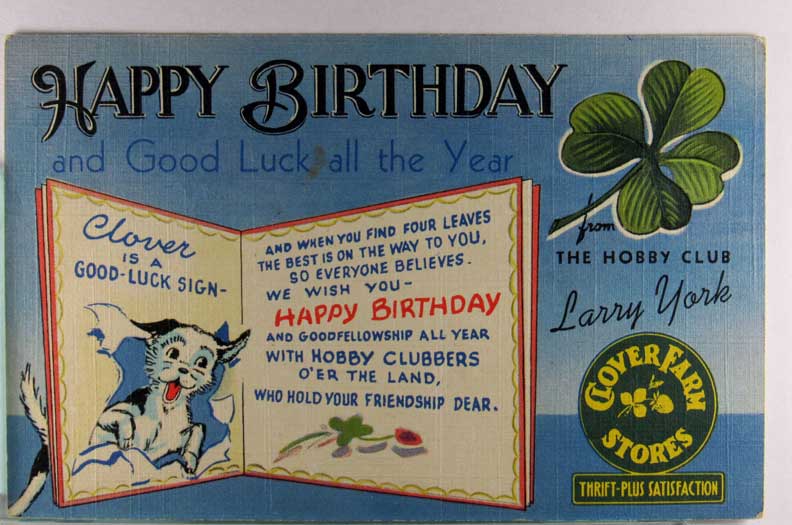 HAPPY BIRTHDAY
and Good Luck all the Year
Clover
IS A
GOOD-LUCK SIGN-
AND WHEN YOU FIND FOUR LEAVES
THE BEST IS ON THE WAY TO YOU,
SO EVERYONE BELIEVES.
WE WISH YOU-
HAPPY BIRTHDAY
AND GOODFELLOWSHIP ALL YEAR
WITH HOBBY CLUBBERS
O'ER THE LAND,
WHO HOLD YOUR FRIENDSHIP DEAR.
from
THE HOBBY CLUB
Larry York
CLOVER FARM
STORES
THRIFT-PLUS SATISFACTION